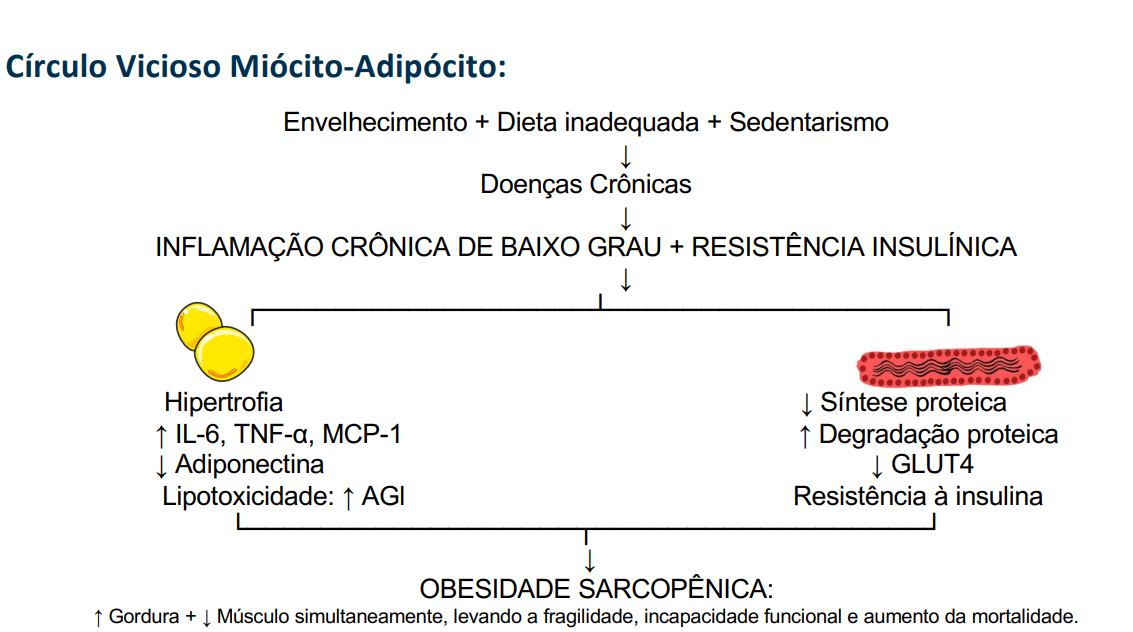 Círculo Vicioso Miócito-Adipócito:
Envelhecimento + Dieta inadequada + Sedentarismo
↓
Doenças Crônicas
↓
INFLAMAÇÃO CRÔNICA DE BAIXO GRAU + RESISTÊNCIA INSULÍNICA
↓
Hipertrofia
↑ IL-6, TNF-α, MCP-1
↓ Adiponectina
Lipotoxicidade: ↑ AGl
↓ Síntese proteica
↑ Degradação proteica
↓ GLUT4
Resistência à insulina
↓
OBESIDADE SARCOPÊNICA:
↑ Gordura + ↓ Músculo simultaneamente, levando a fragilidade, incapacidade funcional e aumento da mortalidade.